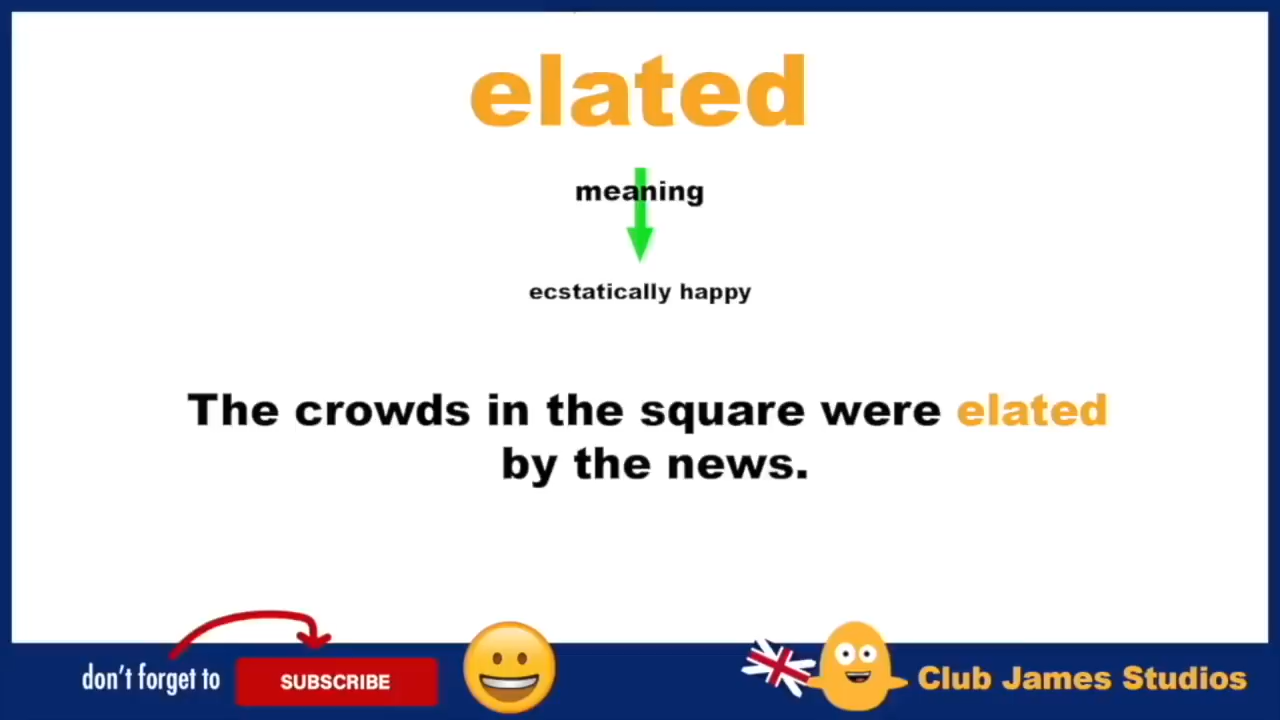 elated
meaning
ecstatically happy
The crowds in the square were elated
by the news.
don't forget to
SUBSCRIBE
Club James Studios